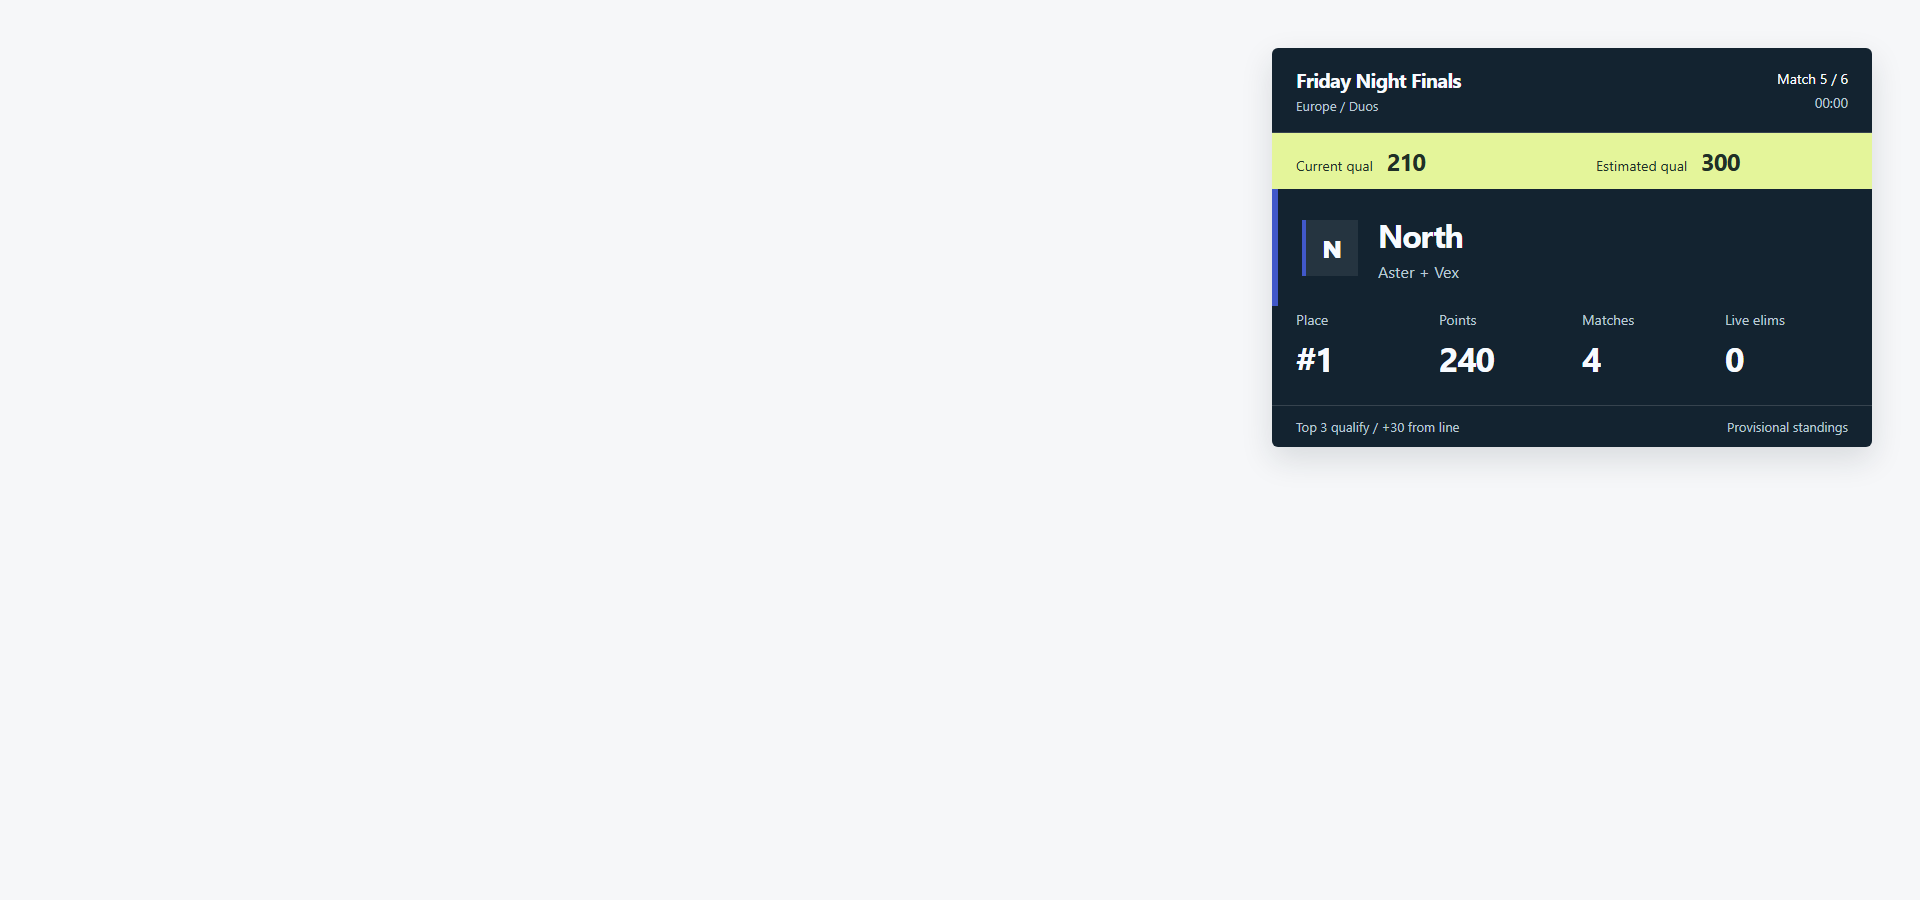 Friday Night Finals
Match 5 / 6
Europe / Duos
00:00
Current qual 210
Estimated qual 300
N
North
Aster + Vex
Place Points Matches Live elims
#1 240 4 0
Top 3 qualify / +30 from line
Provisional standings